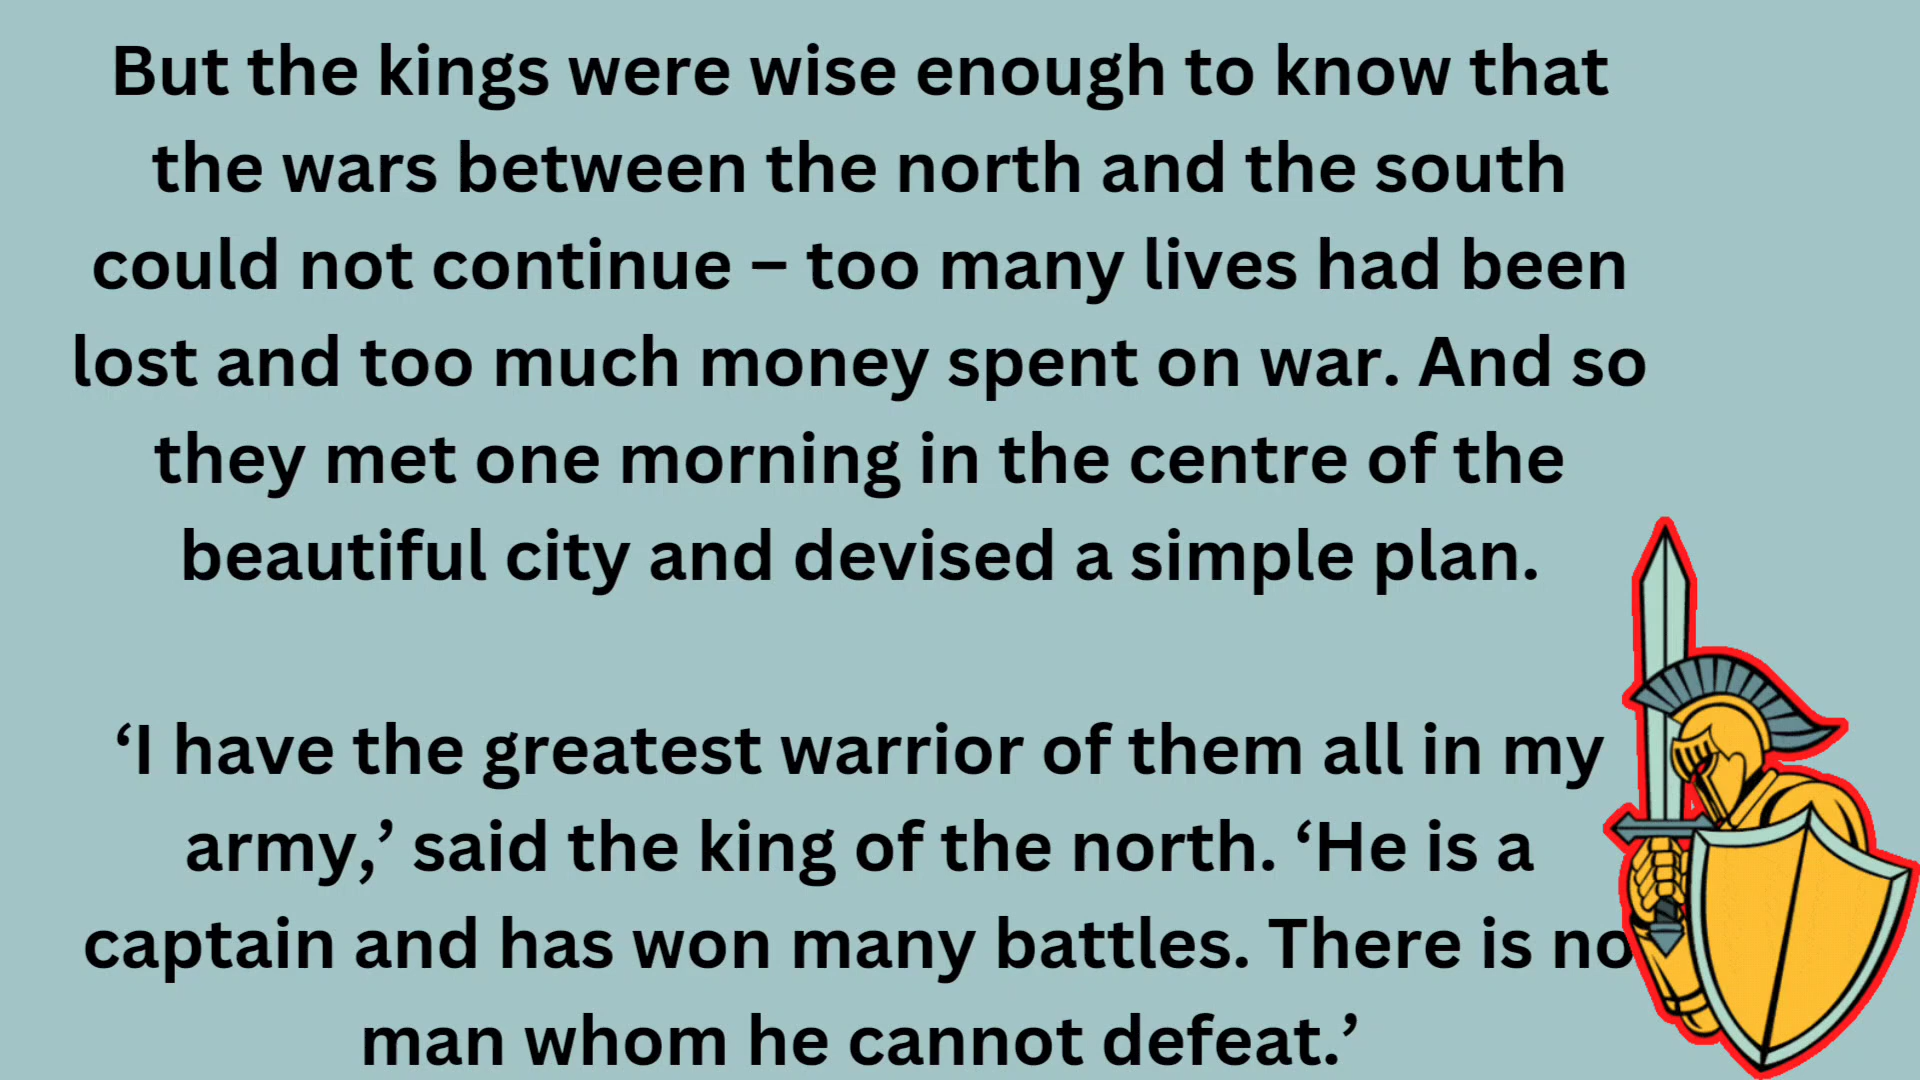 But the kings were wise enough to know that
the wars between the north and the south
could not continue – too many lives had been
lost and too much money spent on war. And so
they met one morning in the centre of the
beautiful city and devised a simple plan.
‘I have the greatest warrior of them all in my
army,’ said the king of the north. ‘He is a
captain and has won many battles. There is no
man whom he cannot defeat.’